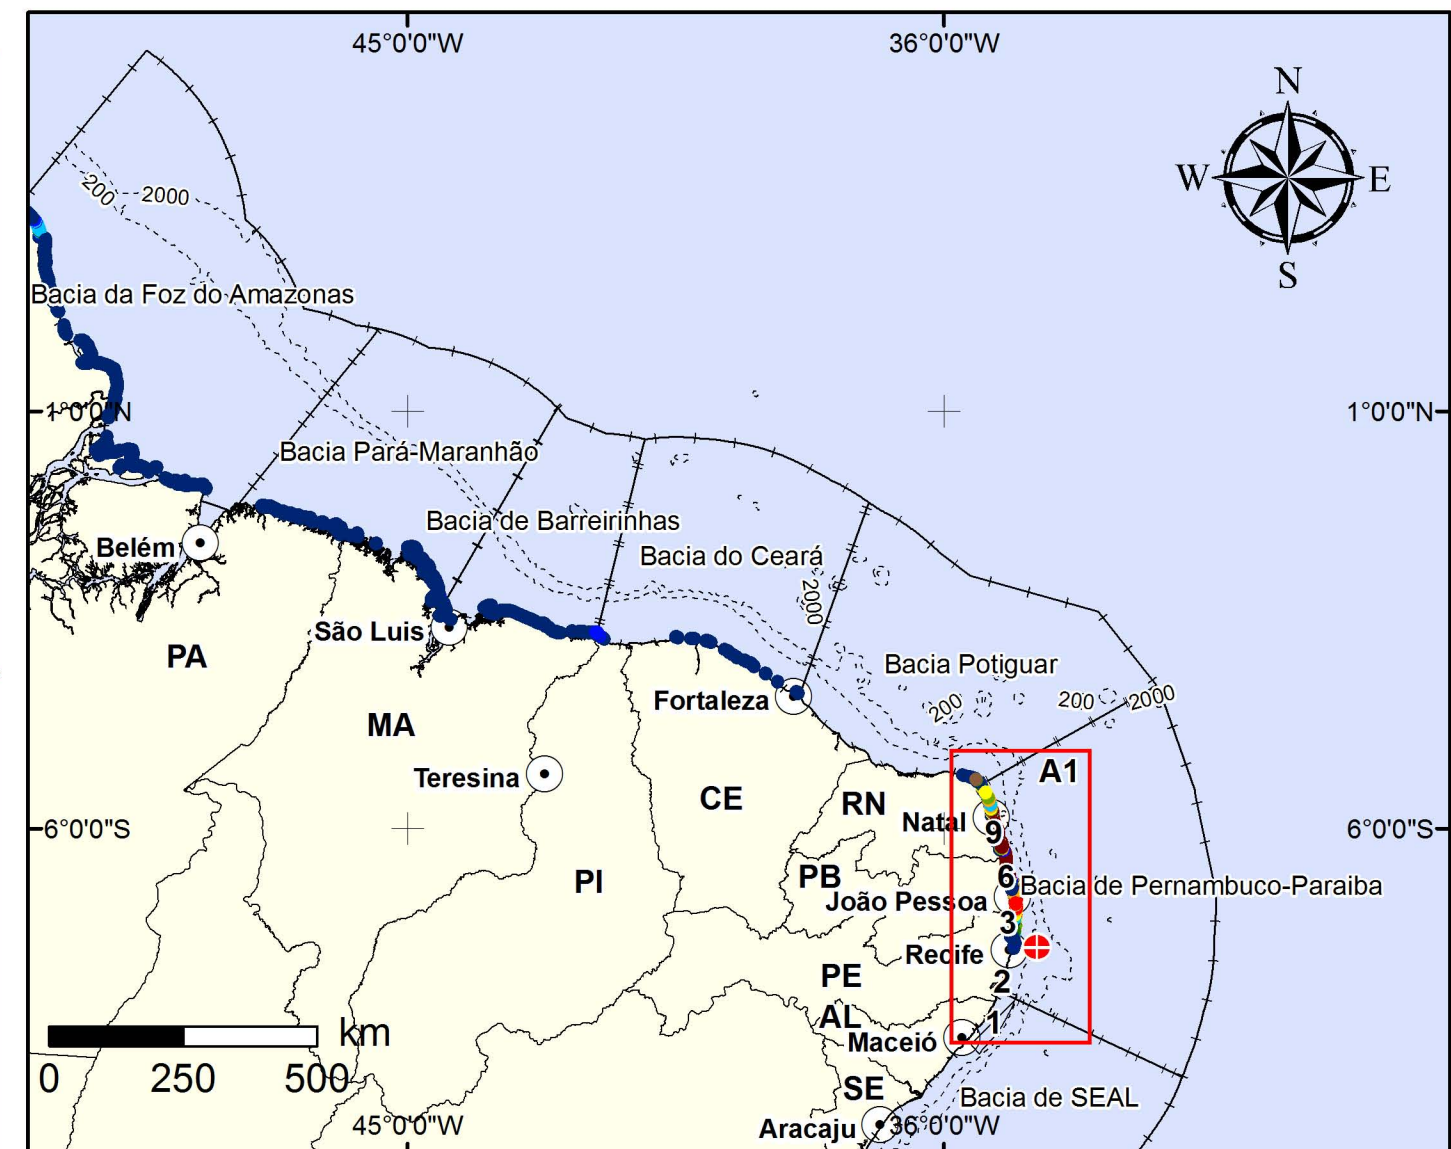 45°0'0"W
36°0'0"W
N
W
E
S
200
2000
Bacia da Foz do Amazonas
1°0'0"N
1°0'0"N
Bacia Pará-Maranhão
Bacia de Barreirinhas
Belém
Bacia do Ceará
2000
São Luis
PA
Bacia Potiguar
Fortaleza
200
200
2000
MA
A1
Teresina
CE
RN
Natal
9
6°0'0"S
6°0'0"S
PI
PB
6
Bacia de Pernambuco-Paraiba
João Pessoa
3
Recife
PE
2
AL
1
Maceió
km
0
250
500
SE
Bacia de SEAL
45°0'0"W
Aracaju
36°0'0"W